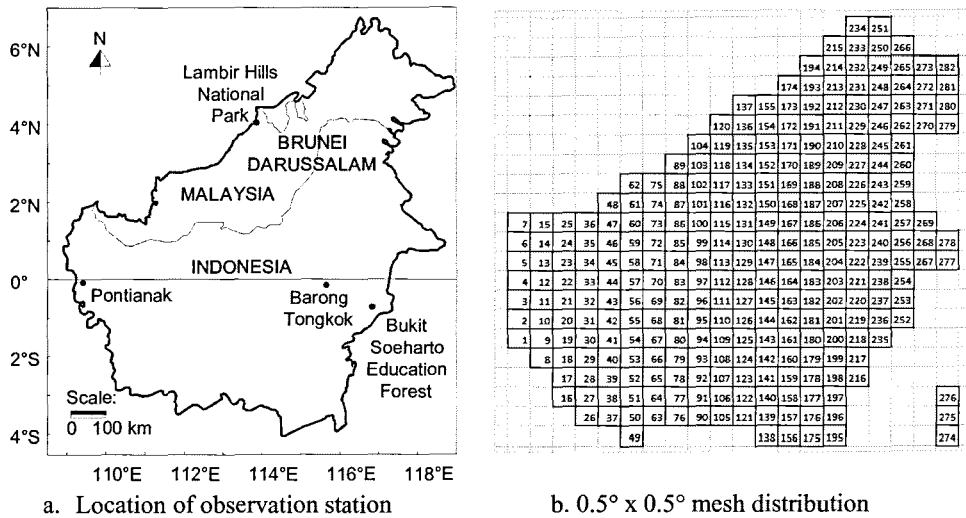 6°N
4°N
2°N
0°
2°S
4°S
N
Lambir Hills
National
Park
BRUNEI
DARUSSALAM
MALAYSIA
INDONESIA
Pontianak
Barong
Tongkok
Bukit
Soeharto
Education
Forest
Scale:
0 100 km
110°E 112°E 114°E 116°E 118°E
a. Location of observation station
234 251
215 233 250 266
194 214 232 249 265 273 282
174 193 213 231 248 264 272 281
137 155 173 192 212 230 247 263 271 280
120 136 154 172 191 211 229 246 262 270 279
104 119 135 153 171 190 210 228 245 261
89 103 118 134 152 170 189 209 227 244 260
62 75 88 102 117 133 151 169 188 208 226 243 259
48 61 74 87 101 116 132 150 168 187 207 225 242 258
7 15 25 36 47 60 73 86 100 115 131 149 167 186 206 224 241 257 269
6 14 24 35 46 59 72 85 99 114 130 148 166 185 205 223 240 256 268 278
5 13 23 34 45 58 71 84 98 113 129 147 165 184 204 222 239 255 267 277
4 12 22 33 44 57 70 83 97 112 128 146 164 183 203 221 238 254
3 11 21 32 43 56 69 82 96 111 127 145 163 182 202 220 237 253
2 10 20 31 42 55 68 81 95 110 126 144 162 181 201 219 236 252
1 9 19 30 41 54 67 80 94 109 125 143 161 180 200 218 235
8 18 29 40 53 66 79 93 108 124 142 160 179 199 217
17 28 39 52 65 78 92 107 123 141 159 178 198 216
16 27 38 51 64 77 91 106 122 140 158 177 197 276
26 37 50 63 76 90 105 121 139 157 176 196 275
49 138 156 175 195 274
b. 0.5° x 0.5° mesh distribution